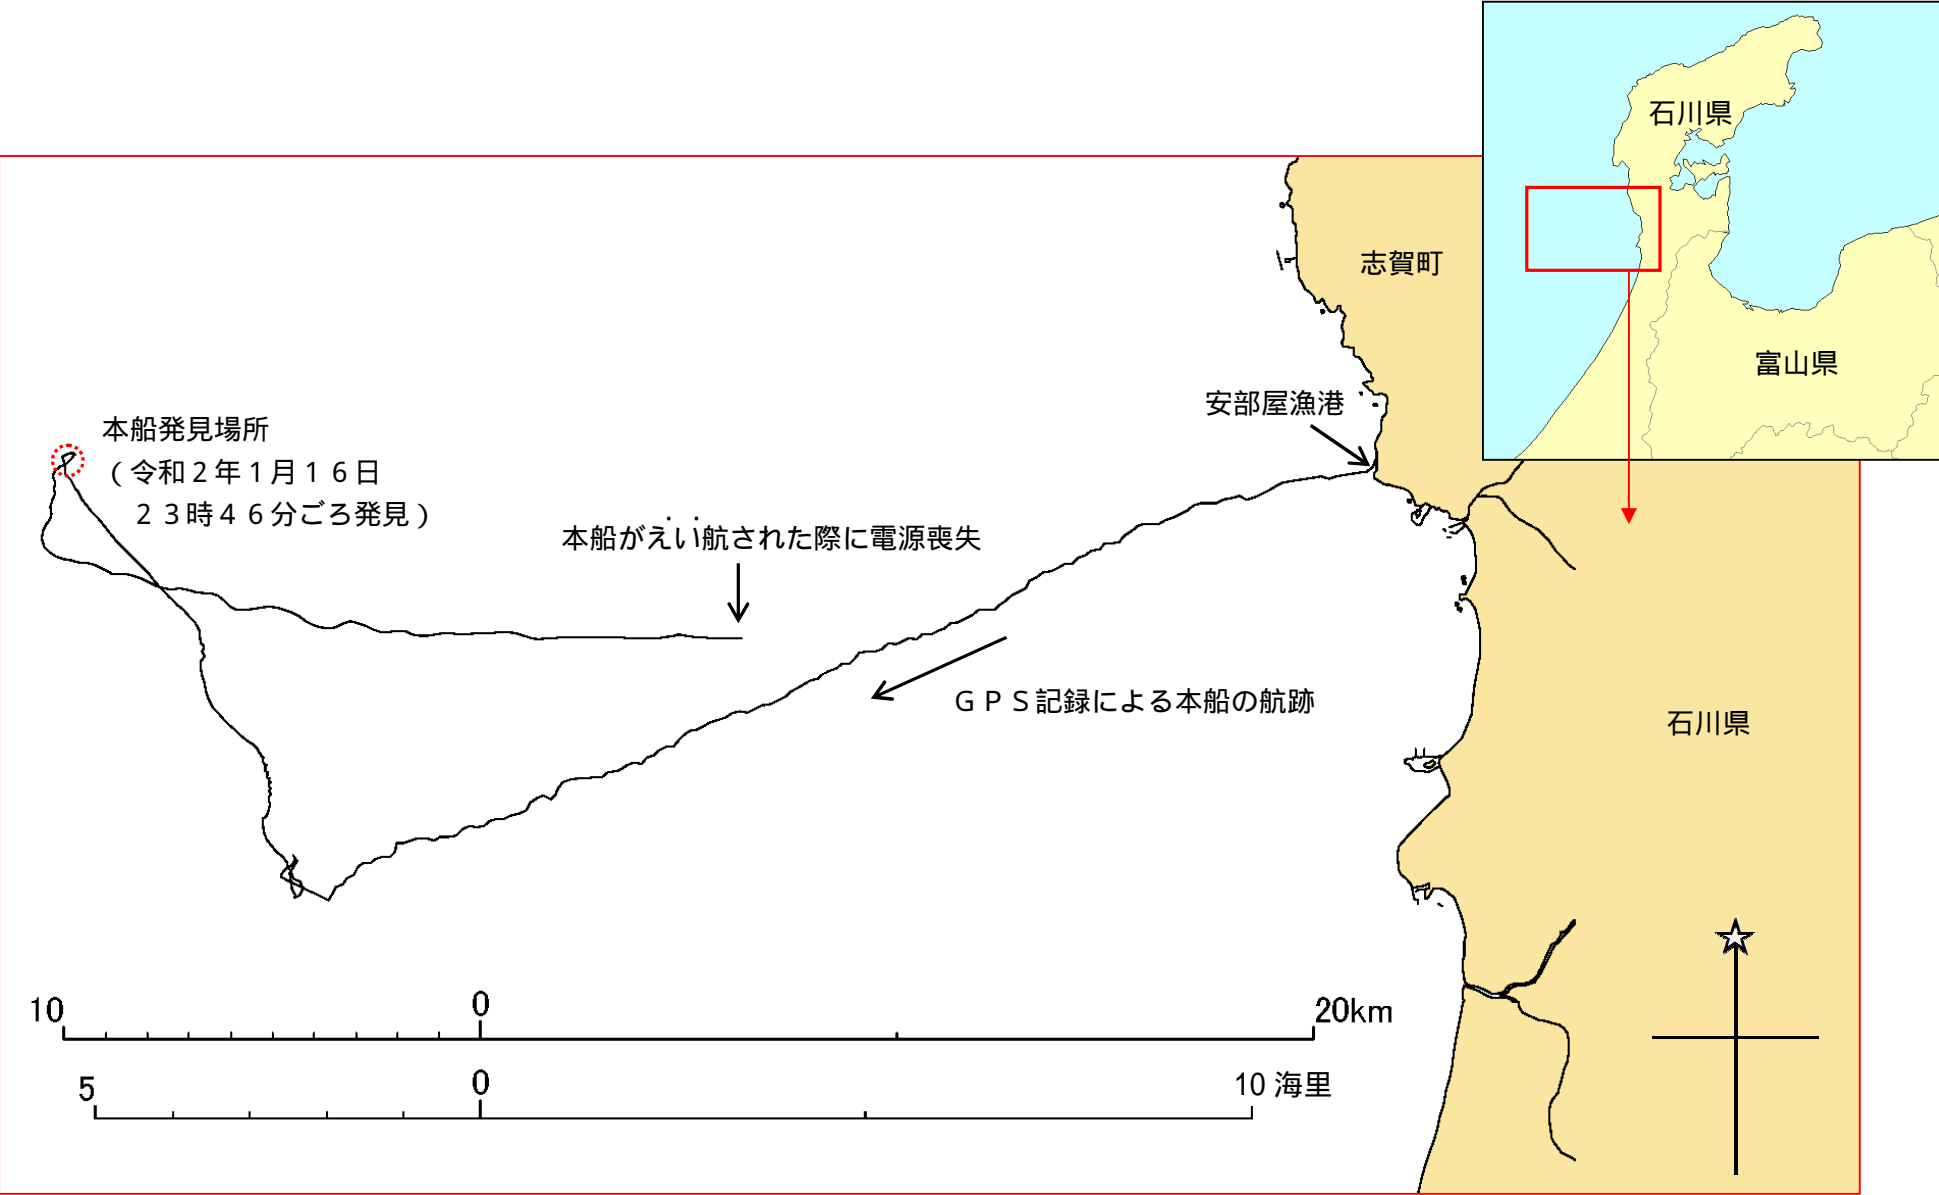 石川県
富山県
志賀町
安部屋漁港
本船発見場所
（令和２年１月１６日
２３時４６分ごろ発見）
本船がえい航された際に電源喪失
ＧＰＳ記録による本船の航跡
石川県
10 0 20km
5 0 10 海里